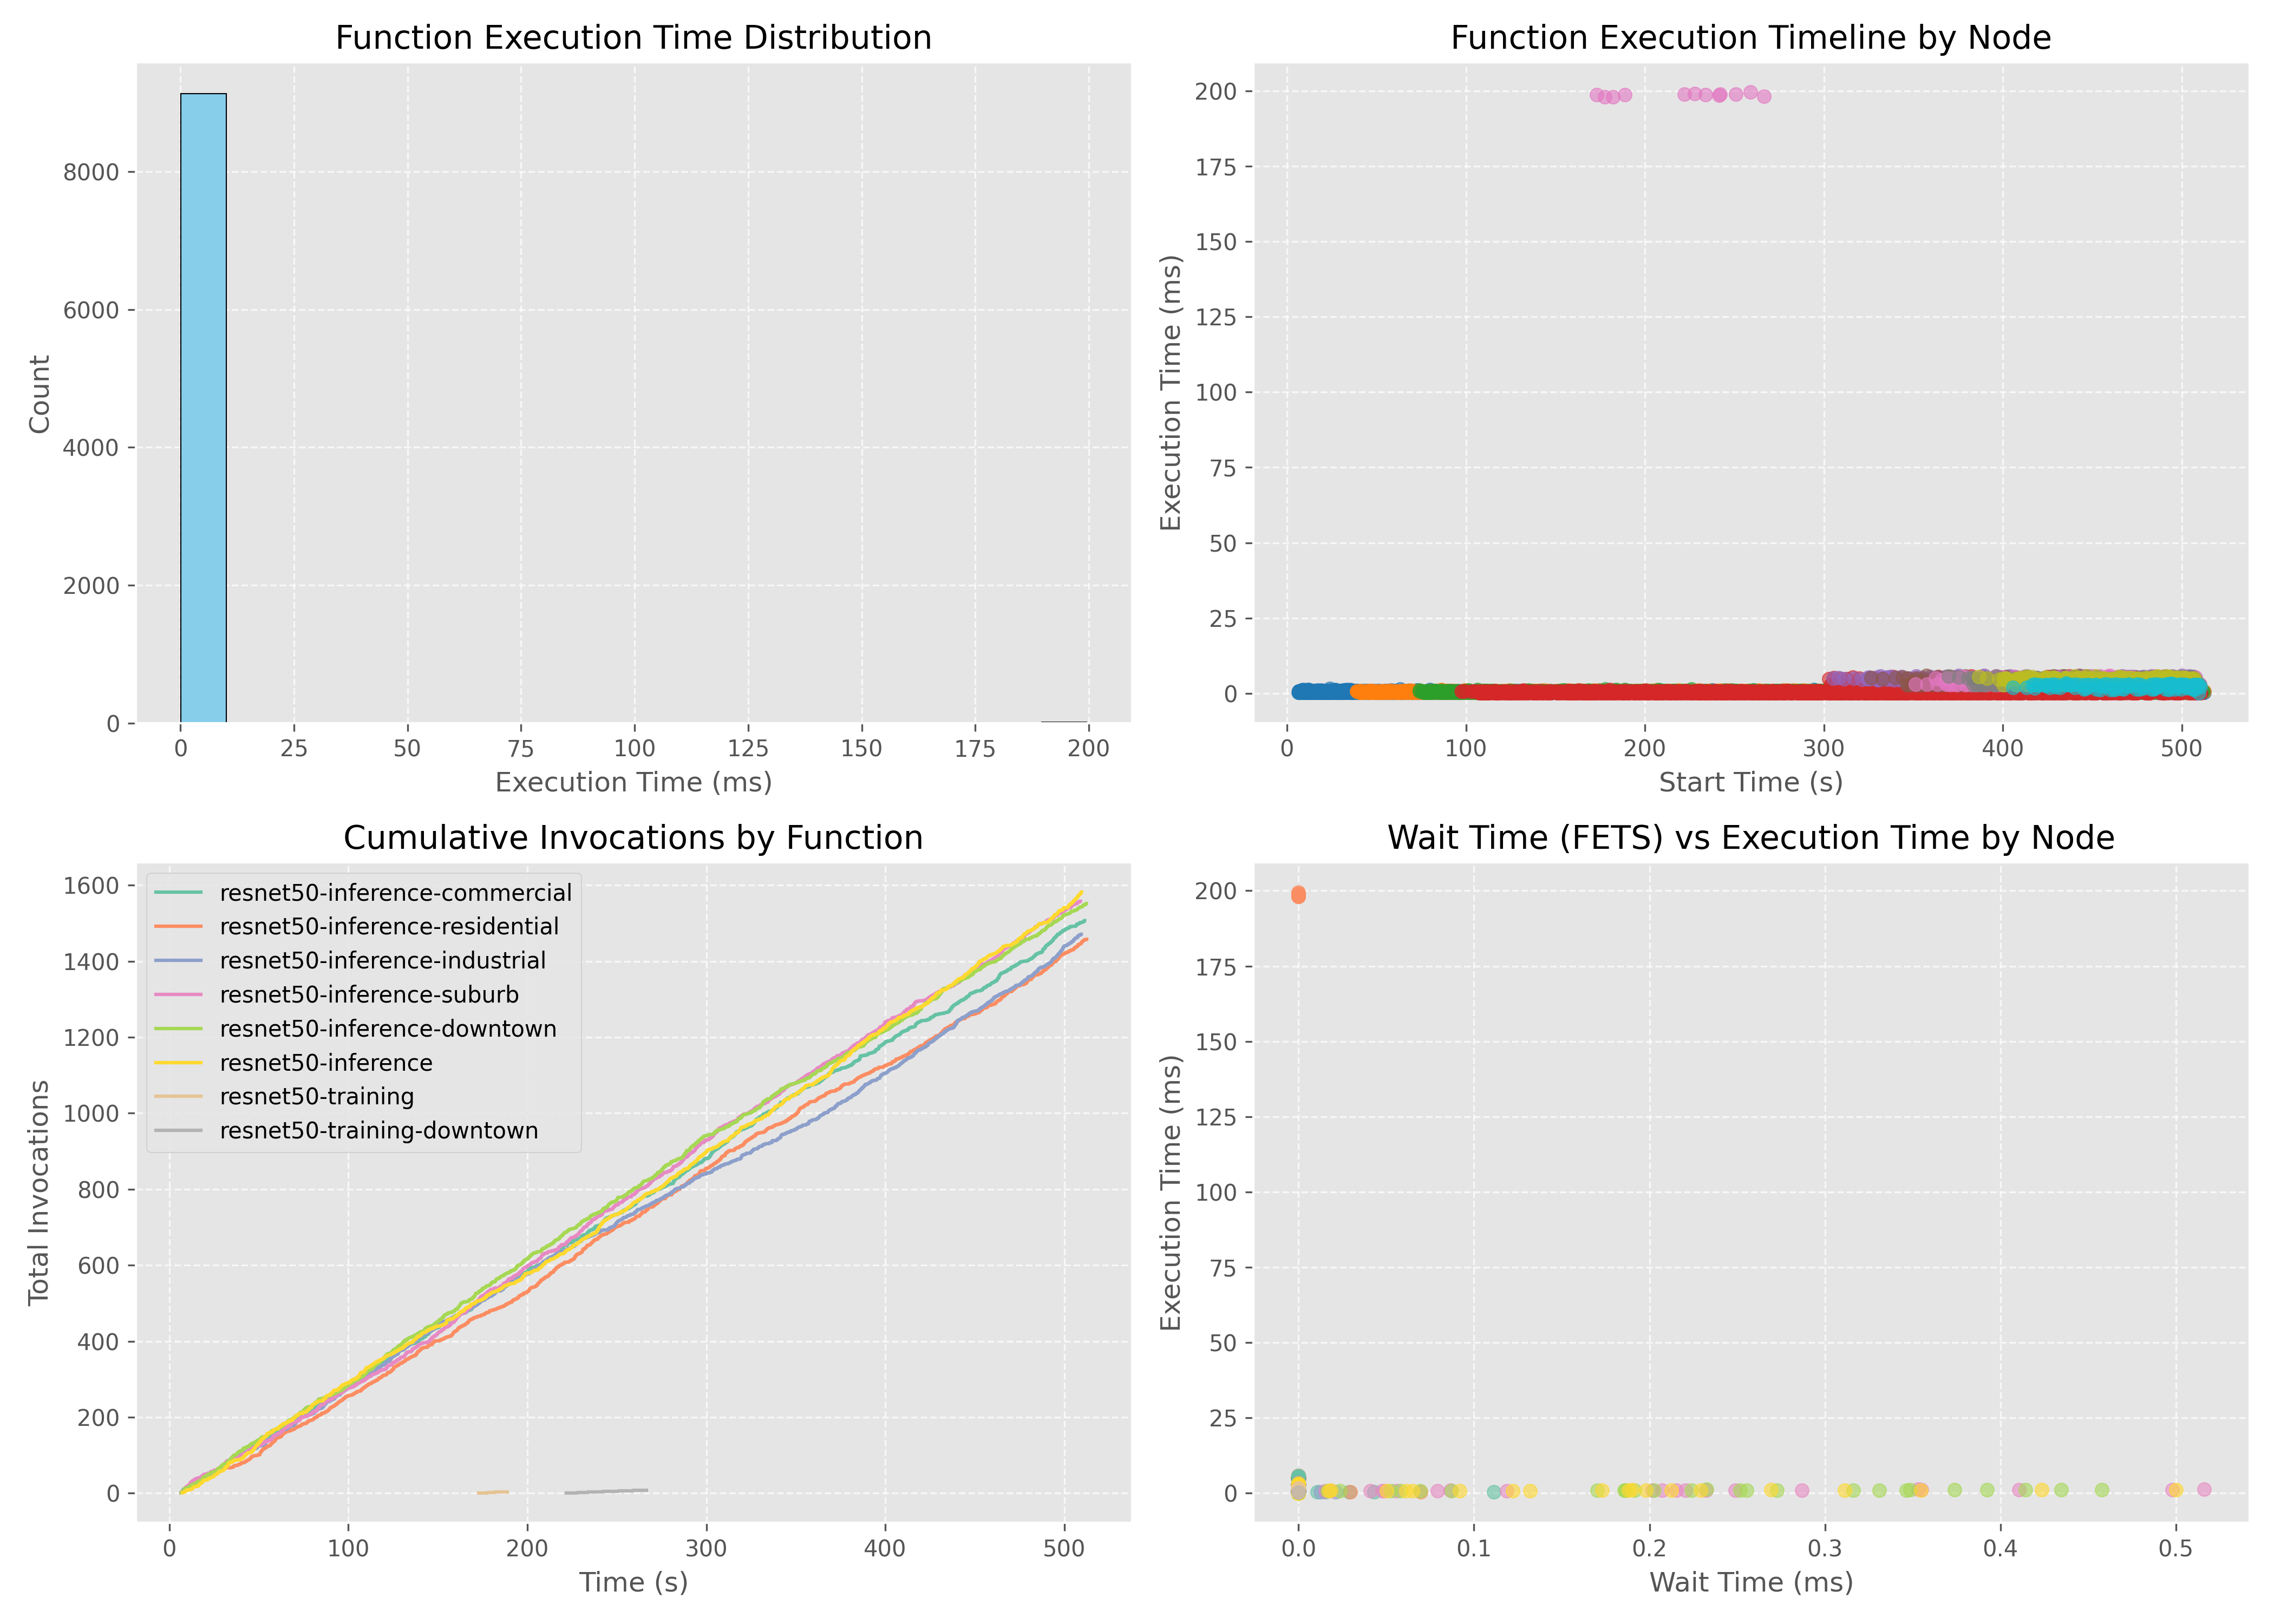 Function Execution Time Distribution
Count
8000
6000
4000
2000
0
0 25 50 75 100 125 150 175 200
Execution Time (ms)
Function Execution Timeline by Node
Execution Time (ms)
200
175
150
125
100
75
50
25
0
0 100 200 300 400 500
Start Time (s)
Cumulative Invocations by Function
Total Invocations
1600
1400
1200
1000
800
600
400
200
0
resnet50-inference-commercial
resnet50-inference-residential
resnet50-inference-industrial
resnet50-inference-suburb
resnet50-inference-downtown
resnet50-inference
resnet50-training
resnet50-training-downtown
0 100 200 300 400 500
Time (s)
Wait Time (FETS) vs Execution Time by Node
Execution Time (ms)
200
175
150
125
100
75
50
25
0
0.0 0.1 0.2 0.3 0.4 0.5
Wait Time (ms)